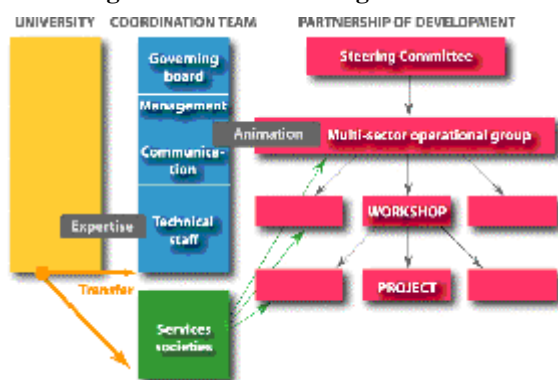 UNIVERSITY
COORDINATION TEAM
PARTNERSHIP OF DEVELOPMENT
Governing
board
Steering Committee
Management
Animation
Multi-sector operational group
Communica-
tion
Expertise
Technical
staff
WORKSHOP
Transfer
PROJECT
Services
societies